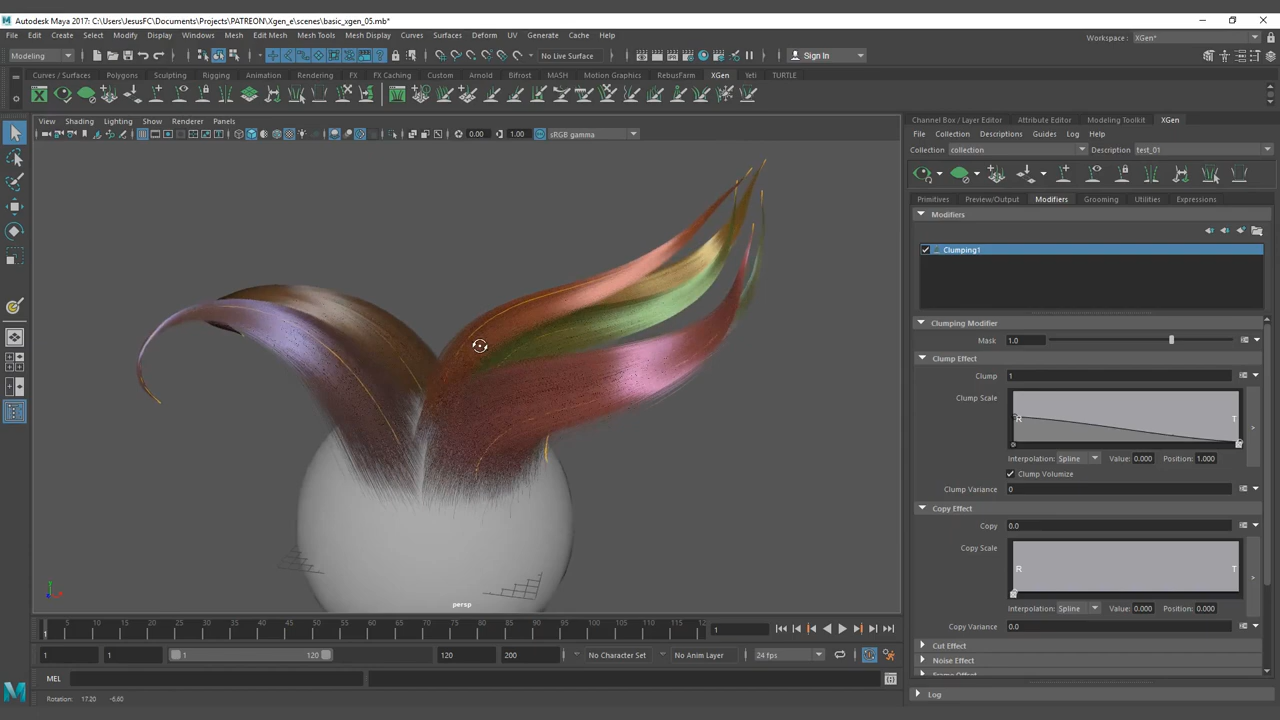 Autodesk Maya 2017: C:\Users\JesusFC\Documents\Projects\PATREON\Xgen_e\scenes\basic_xgen_05.mb*
File Edit Create Select Modify Display Windows Mesh Edit Mesh Mesh Tools Mesh Display Curves Surfaces Deform UV Generate Cache Help Workspace : XGen*
Modeling No Live Surface Sign In
Curves / Surfaces Polygons Sculpting Rigging Animation Rendering FX FX Caching Custom Arnold Bifrost MASH Motion Graphics RebusFarm XGen Yeti TURTLE
View Shading Lighting Show Renderer Panels
0.00 1.00 sRGB gamma
Channel Box / Layer Editor Attribute Editor Modeling Toolkit XGen
File Collection Descriptions Guides Log Help
Collection collection Description test_01
Primitives Preview/Output Modifiers Grooming Utilities Expressions
Modifiers
Clumping1
Clumping Modifier
Mask 1.0
Clump Effect
Clump 1
Clump Scale R T
Interpolation: Spline Value: 0.000 Position: 1.000
Clump Volumize
Clump Variance 0
Copy Effect
Copy 0.0
Copy Scale R T
Interpolation: Spline Value: 0.000 Position: 0.000
Copy Variance 0.0
Cut Effect
Noise Effect
Log
persp
5 10 15 20 25 30 35 40 45 50 55 60 65 70 75 80 85 90 95 100 105 110 115 12
1 1
1 1 1 120 120 200 No Character Set No Anim Layer 24 fps
MEL
Rotation: 17.20 -6.60